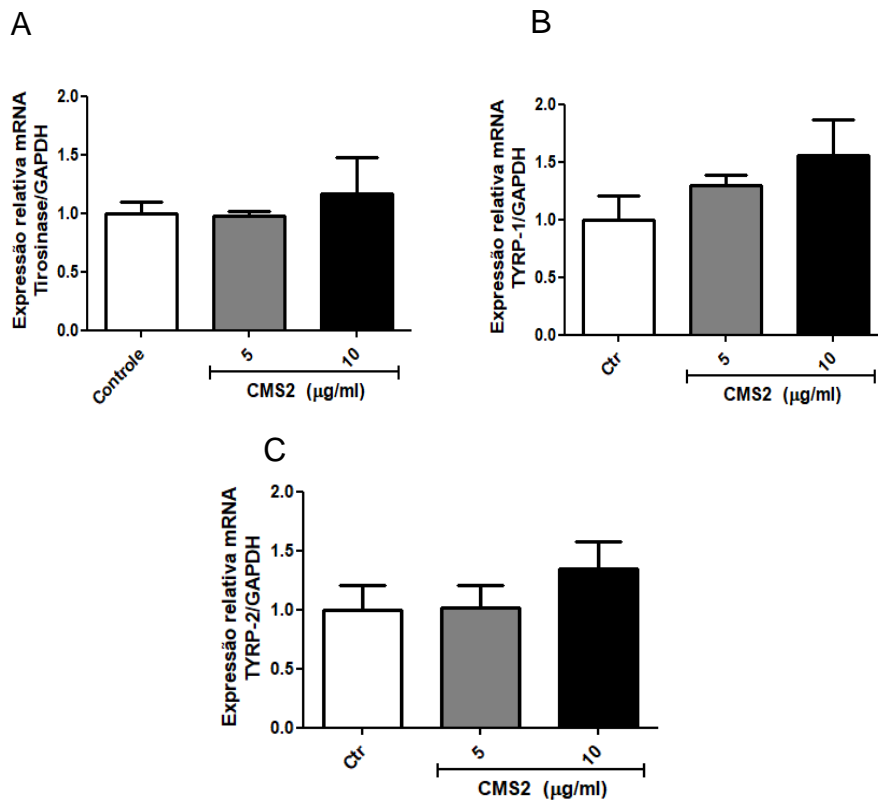 A
Expressão relativa mRNA
Tirosinase/GAPDH
2.0
1.5
1.0
0.5
0.0
Controle
5
10
CMS2 (μg/ml)
B
Expressão relativa mRNA
TYRP-1/GAPDH
2.0
1.5
1.0
0.5
0.0
Ctr
5
10
CMS2 (μg/ml)
C
Expressão relativa mRNA
TYRP-2/GAPDH
2.0
1.5
1.0
0.5
0.0
Ctr
5
10
CMS2 (μg/ml)